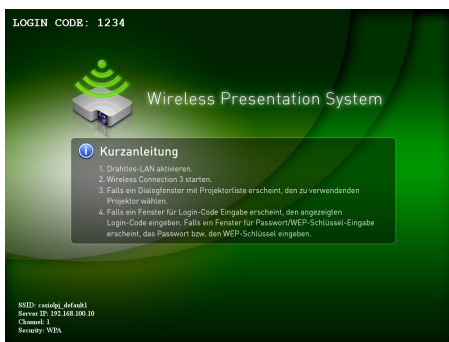 LOGIN CODE: 1234
Wireless Presentation System
Kurzanleitung
1. Drahtlos-LAN aktivieren.
2. Wireless Connection 3 starten.
3. Falls ein Dialogfenster mit Projektorliste erscheint, den zu verwendenden
Projektor wählen.
4. Falls ein Fenster für Login-Code Eingabe erscheint, den angezeigten
Login-Code eingeben. Falls ein Fenster für Passwort/WEP-Schlüssel-Eingabe
erscheint, das Passwort bzw. den WEP-Schlüssel eingeben.
SSID: casiolpj_default1
Server IP: 192.168.100.10
Channel: 1
Security: WPA